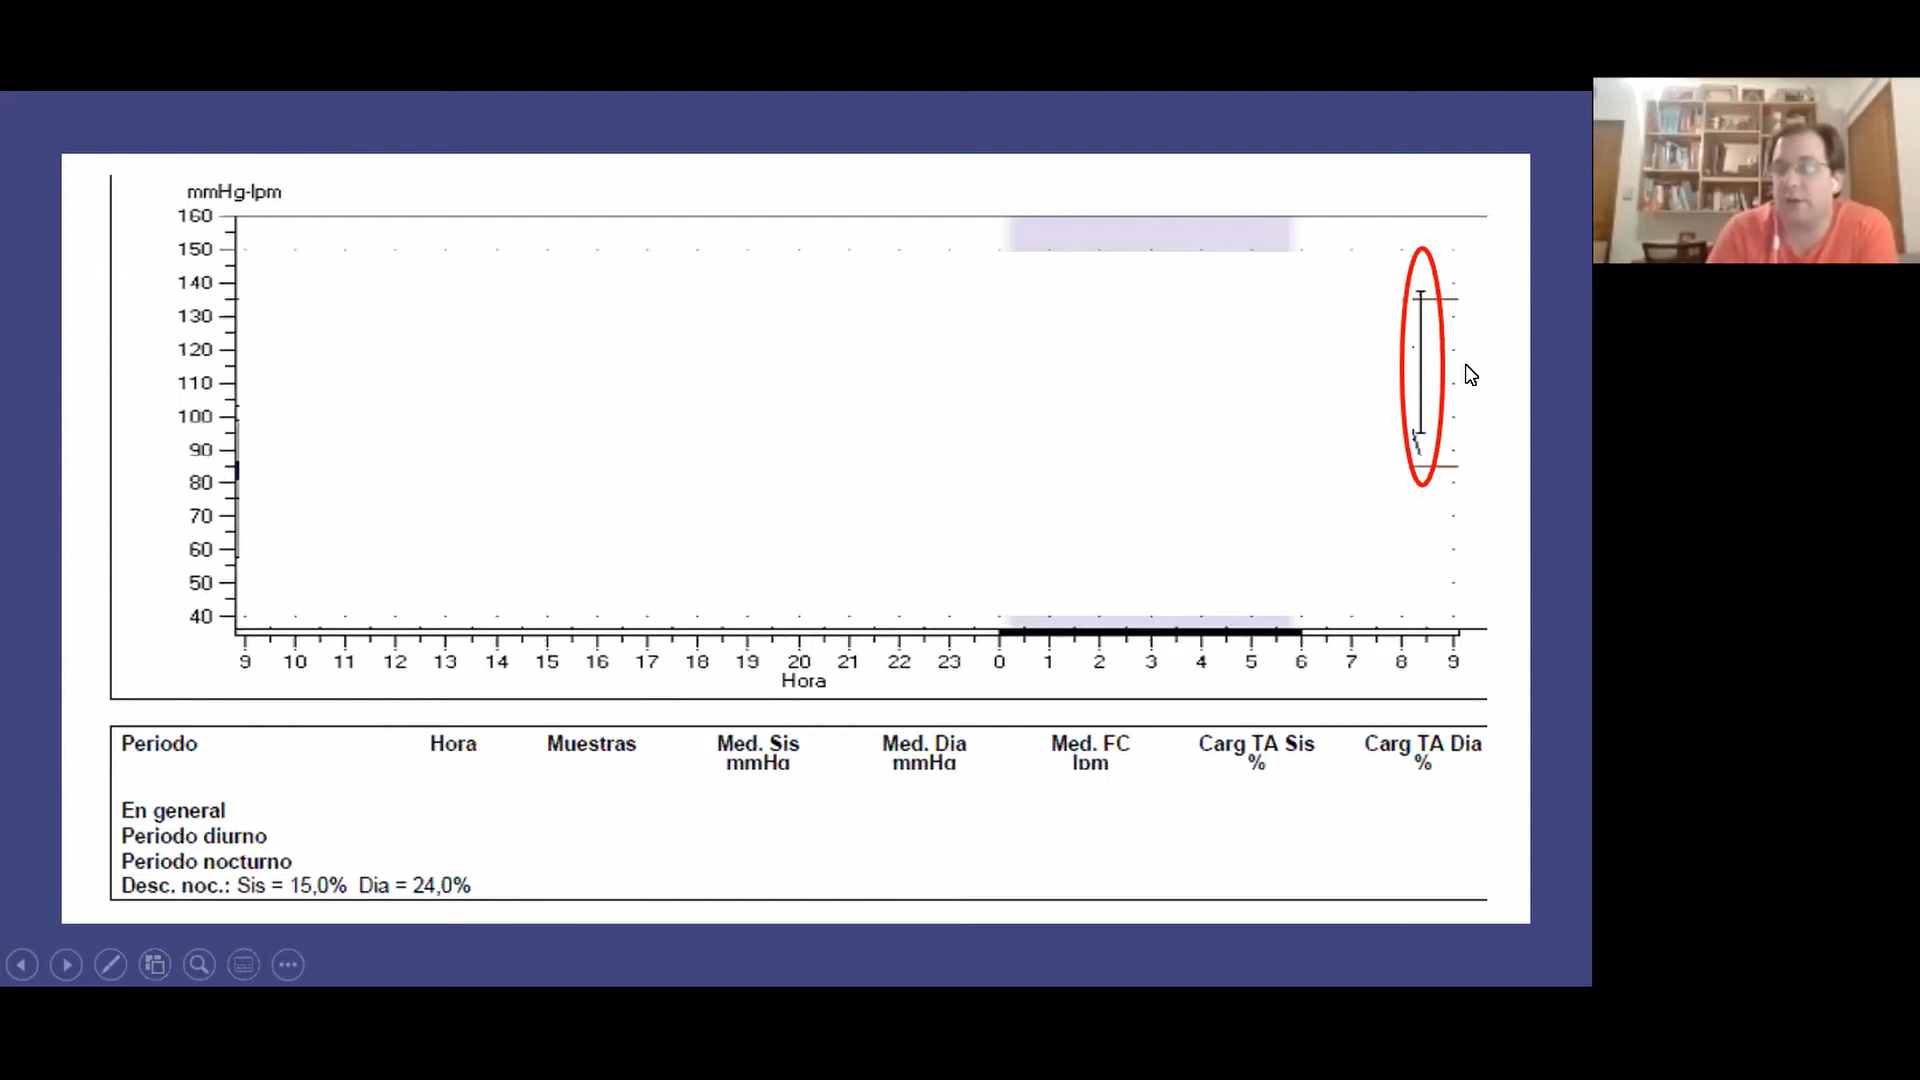 mmHg-lpm
160
150
140
130
120
110
100
90
80
70
60
50
40
9 10 11 12 13 14 15 16 17 18 19 20 21 22 23 0 1 2 3 4 5 6 7 8 9
Hora
Periodo Hora Muestras Med. Sis Med. Dia Med. FC Carg TA Sis Carg TA Dia
mmHg mmHg lpm % %
En general
Periodo diurno
Periodo nocturno
Desc. noc.: Sis = 15,0% Dia = 24,0%